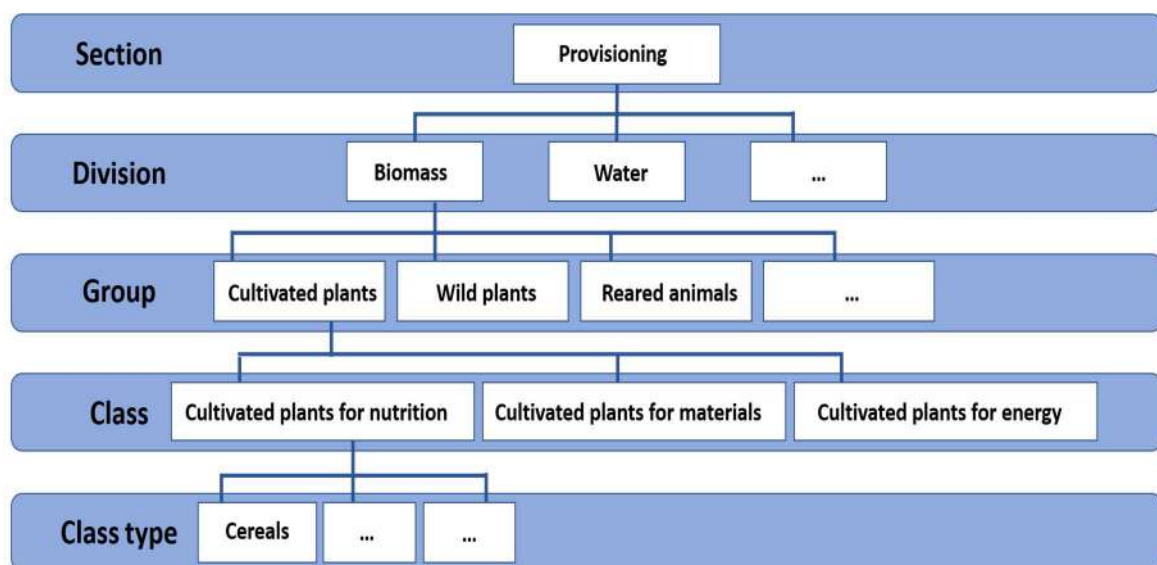 Section
Provisioning
Division
Biomass
Water
...
Group
Cultivated plants
Wild plants
Reared animals
...
Class
Cultivated plants for nutrition
Cultivated plants for materials
Cultivated plants for energy
Class type
Cereals
...
...